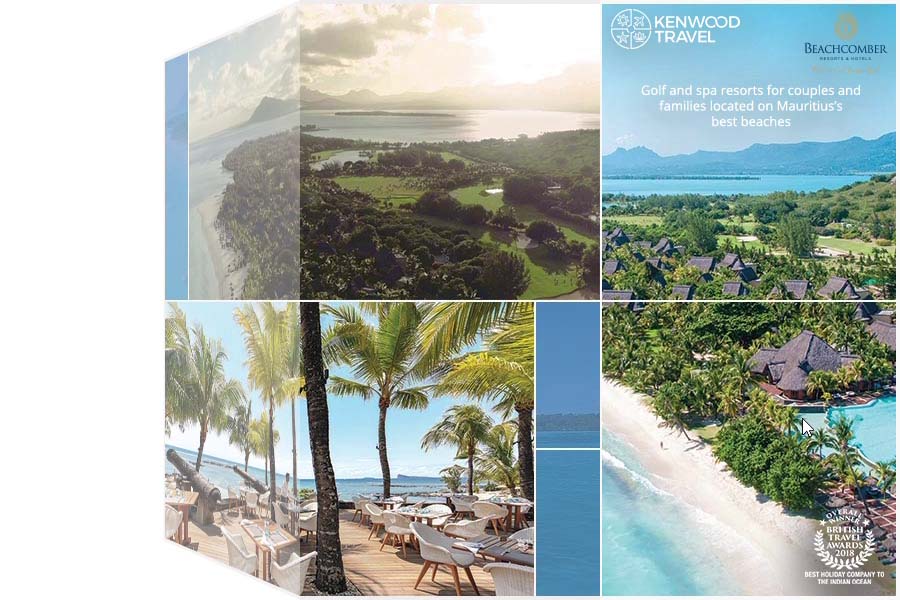 KENWOOD
TRAVEL
BEACHCOMBER
RESORTS & HOTELS
Golf and spa resorts for couples and
families located on Mauritius's
best beaches
OVERALL
WINNER
BRITISH
TRAVEL
AWARDS
2018
BEST HOLIDAY COMPANY TO
THE INDIAN OCEAN